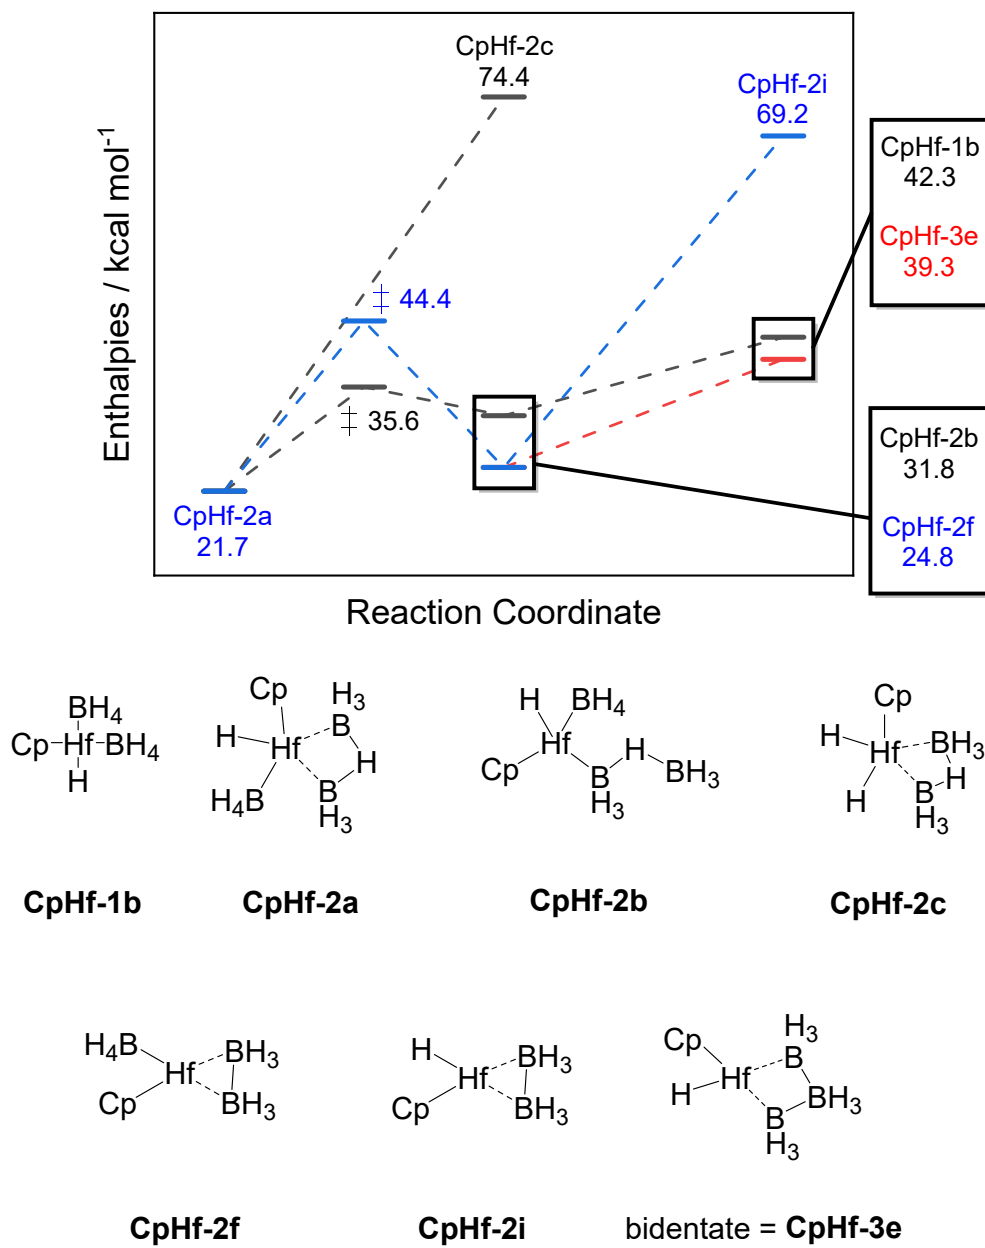 Enthalpies / kcal mol⁻¹
CpHf-2c
74.4
CpHf-2i
69.2
CpHf-1b
42.3
CpHf-3e
39.3
‡ 44.4
‡ 35.6
CpHf-2a
21.7
CpHf-2b
31.8
CpHf-2f
24.8
Reaction Coordinate
BH₄
Cp Hf BH₄
H
Cp
H₃
B
H
Hf
H
H₄B
B
H₃
H
BH₄
Hf
H
Cp
B
BH₃
H₃
Cp
H
Hf
BH₃
H
H
B
H₃
CpHf-1b
CpHf-2a
CpHf-2b
CpHf-2c
H₄B
BH₃
Hf
Cp
BH₃
H
BH₃
Hf
Cp
BH₃
H₃
Cp
B
Hf
H
BH₃
B
H₃
CpHf-2f
CpHf-2i
bidentate = CpHf-3e